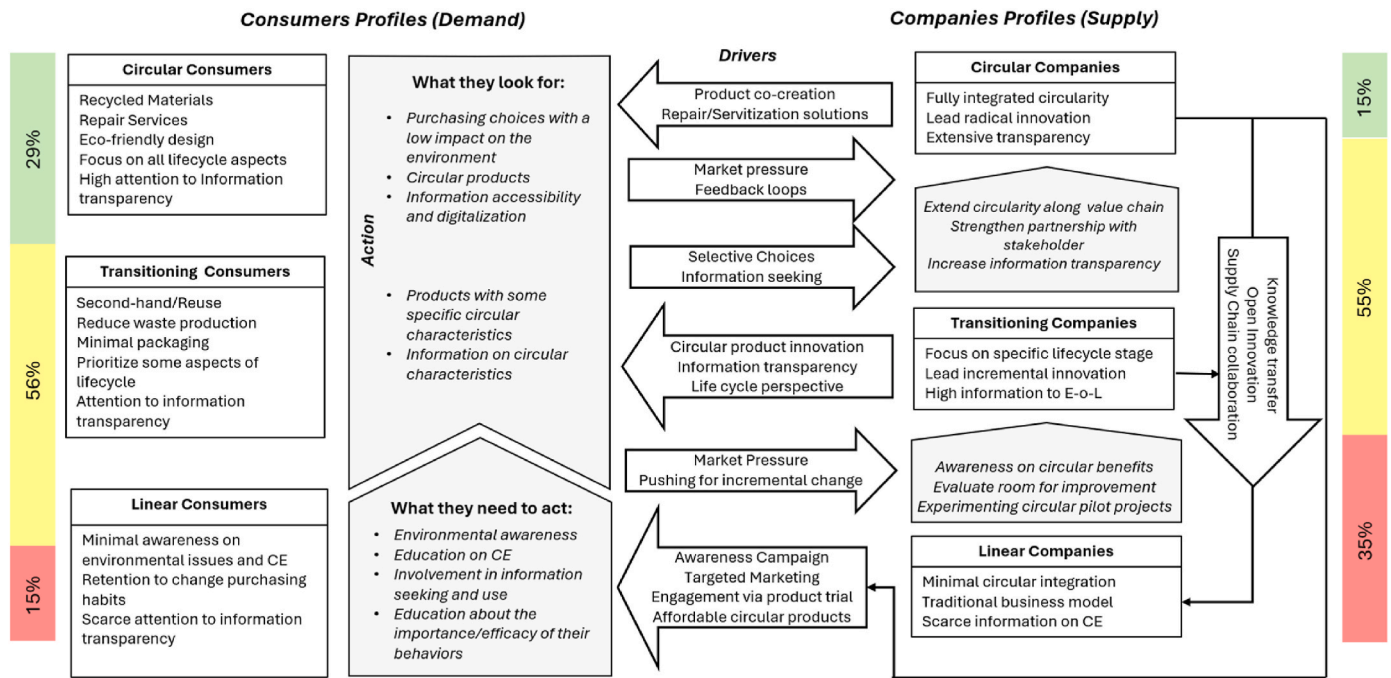 Consumers Profiles (Demand)
Companies Profiles (Supply)
29%
56%
15%
Circular Consumers
Recycled Materials
Repair Services
Eco-friendly design
Focus on all lifecycle aspects
High attention to Information
transparency
Transitioning Consumers
Second-hand/Reuse
Reduce waste production
Minimal packaging
Prioritize some aspects of
lifecycle
Attention to information
transparency
Linear Consumers
Minimal awareness on
environmental issues and CE
Retention to change purchasing
habits
Scarce attention to information
transparency
Action
What they look for:
• Purchasing choices with a
low impact on the
environment
• Circular products
• Information accessibility
and digitalization
• Products with some
specific circular
characteristics
• Information on circular
characteristics
What they need to act:
• Environmental awareness
• Education on CE
• Involvement in information
seeking and use
• Education about the
importance/efficacy of their
behaviors
Drivers
Product co-creation
Repair/Servitization solutions
Market pressure
Feedback loops
Selective Choices
Information seeking
Circular product innovation
Information transparency
Life cycle perspective
Market Pressure
Pushing for incremental change
Awareness Campaign
Targeted Marketing
Engagement via product trial
Affordable circular products
Circular Companies
Fully integrated circularity
Lead radical innovation
Extensive transparency
Extend circularity along value chain
Strengthen partnership with
stakeholder
Increase information transparency
Transitioning Companies
Focus on specific lifecycle stage
Lead incremental innovation
High information to E-o-L
Awareness on circular benefits
Evaluate room for improvement
Experimenting circular pilot projects
Linear Companies
Minimal circular integration
Traditional business model
Scarce information on CE
Knowledge transfer
Open Innovation
Supply Chain collaboration
15%
55%
35%